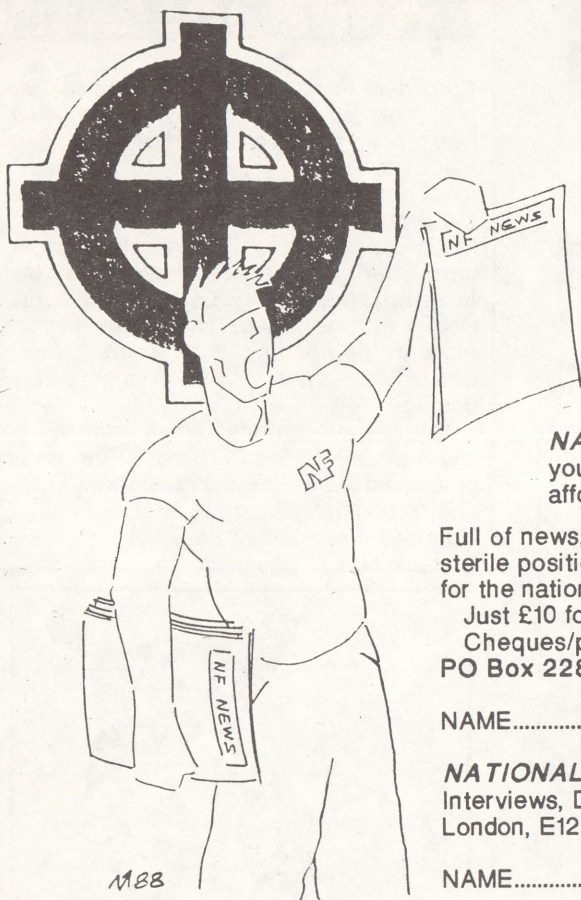 NF NEWS
NF
NF NEWS
NA
you
affo
Full of news,
sterile positi
for the nation
Just £10 fo
Cheques/p
PO Box 228
NAME..............
NATIONAL
Interviews, D
London, E12
NAME..............
M88